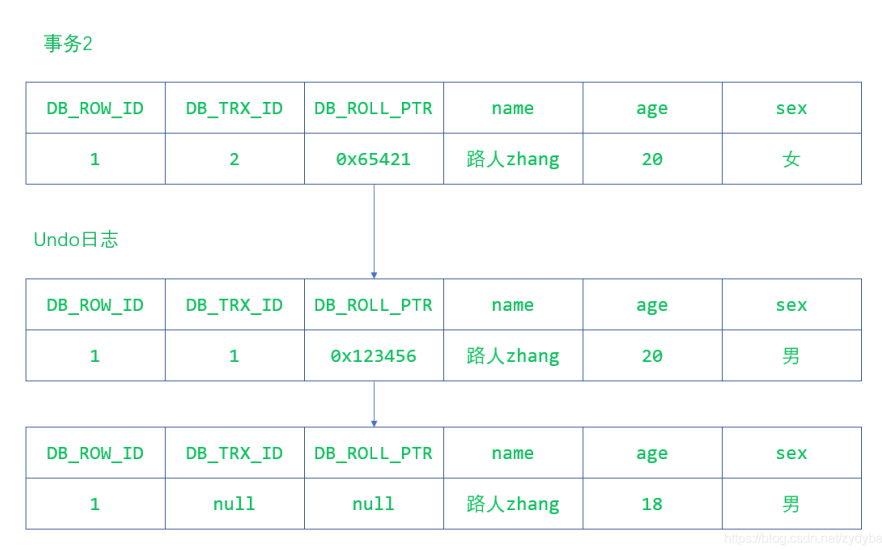 事务2
DB_ROW_ID DB_TRX_ID DB_ROLL_PTR name age sex
1 2 0x65421 路人zhang 20 女
Undo日志
DB_ROW_ID DB_TRX_ID DB_ROLL_PTR name age sex
1 1 0x123456 路人zhang 20 男
DB_ROW_ID DB_TRX_ID DB_ROLL_PTR name age sex
1 null null 路人zhang 18 男
https://blog.csdn.net/zydyba